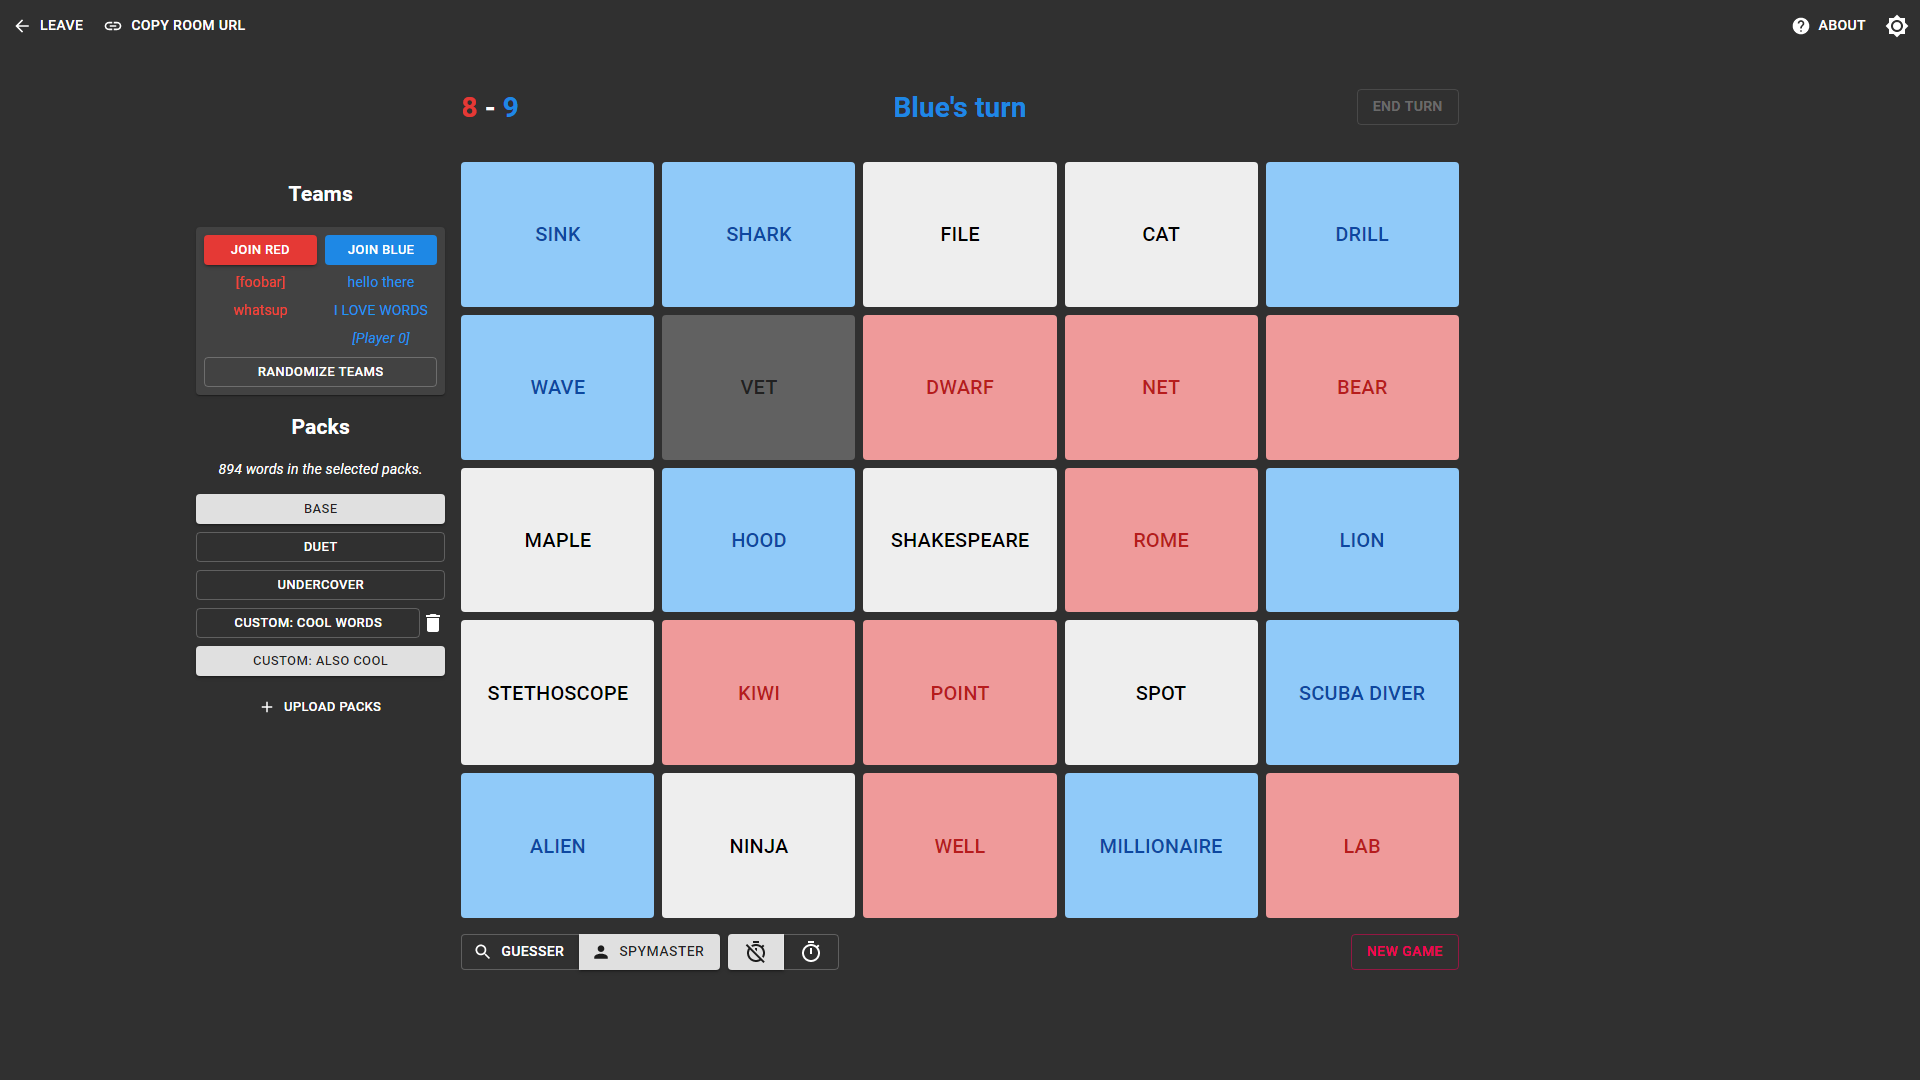 LEAVE COPY ROOM URL ABOUT
8 - 9 Blue's turn END TURN
Teams
JOIN RED JOIN BLUE
[foobar] hello there
whatsup I LOVE WORDS
[Player 0]
RANDOMIZE TEAMS
Packs
894 words in the selected packs.
BASE
DUET
UNDERCOVER
CUSTOM: COOL WORDS
CUSTOM: ALSO COOL
UPLOAD PACKS
SINK SHARK FILE CAT DRILL
WAVE VET DWARF NET BEAR
MAPLE HOOD SHAKESPEARE ROME LION
STETHOSCOPE KIWI POINT SPOT SCUBA DIVER
ALIEN NINJA WELL MILLIONAIRE LAB
GUESSER SPYMASTER NEW GAME